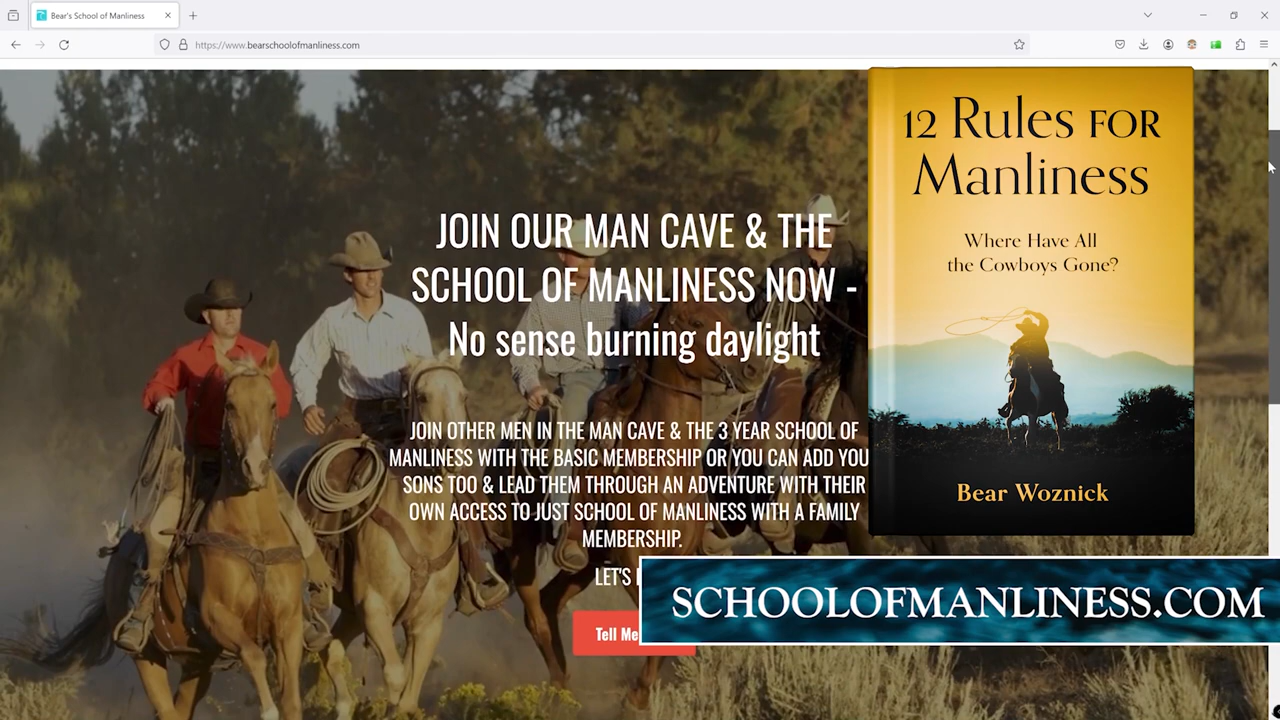 Bear's School of Manliness
https://www.bearschoolofmanliness.com
JOIN OUR MAN CAVE & THE
SCHOOL OF MANLINESS NOW -
No sense burning daylight
JOIN OTHER MEN IN THE MAN CAVE & THE 3 YEAR SCHOOL OF
MANLINESS WITH THE BASIC MEMBERSHIP OR YOU CAN ADD YOU
SONS TOO & LEAD THEM THROUGH AN ADVENTURE WITH THEIR
OWN ACCESS TO JUST SCHOOL OF MANLINESS WITH A FAMILY
MEMBERSHIP.
LET'S
Tell Me
12 Rules FOR
Manliness
Where Have All
the Cowboys Gone?
Bear Woznick
SCHOOLOFMANLINESS.COM